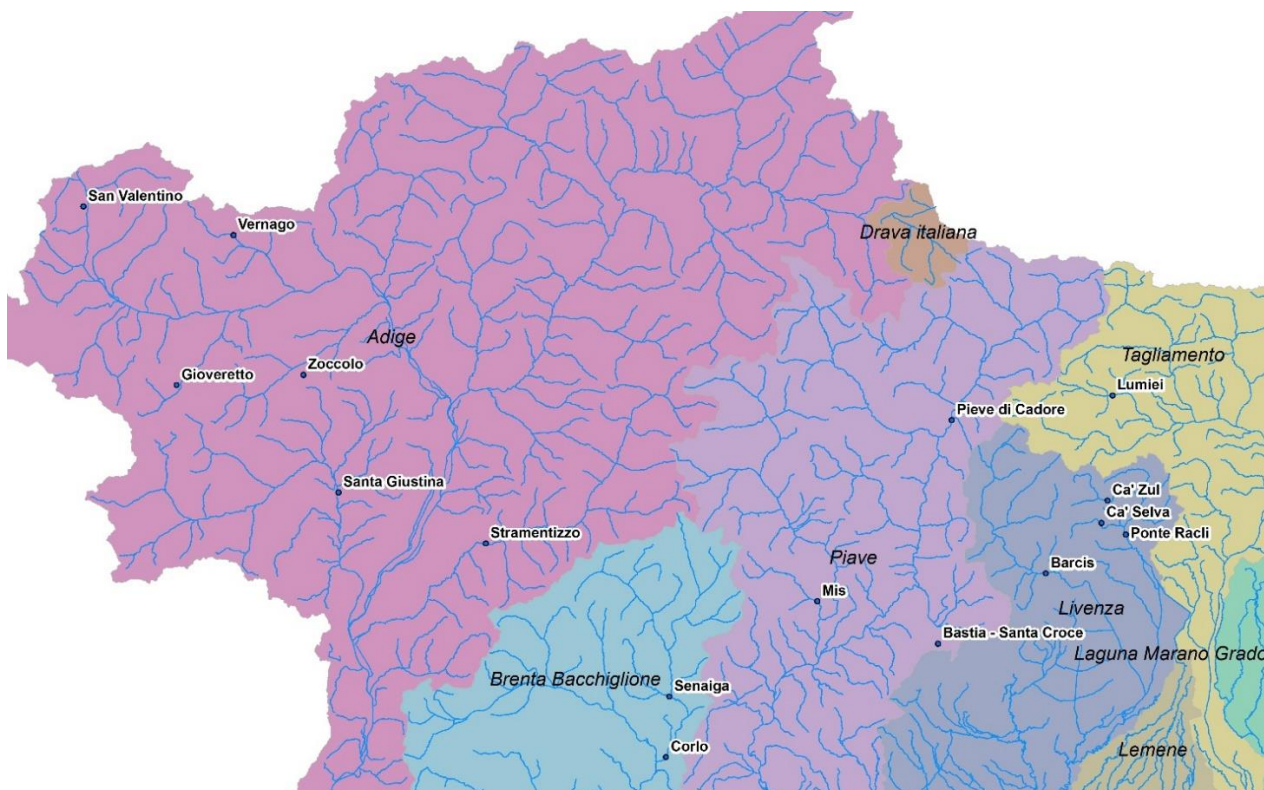 San Valentino
Vernago
Drava italiana
Adige
Tagliamento
Zoccolo
Gioveretto
Lumiei
Pieve di Cadore
Santa Giustina
Ca' Zul
Ca' Selva
Stramentizzo
Ponte Racli
Piave
Barcis
Mis
Livenza
Bastia - Santa Croce
Laguna Marano Grado
Brenta Bacchiglione
Senaiga
Lemene
Corlo